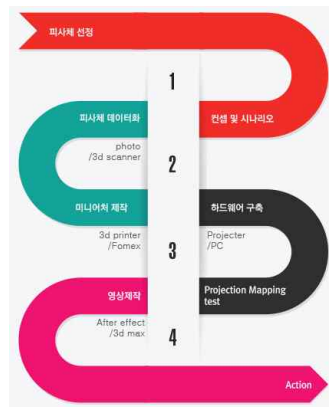 피사체 선정
1
피사체 데이터화
컨셉 및 시나리오
photo
/3d scanner
2
미니어처 제작
하드웨어 구축
3d printer
/Fomex
Projecter
/PC
3
영상제작
Projection Mapping
test
After effect
/3d max
4
Action